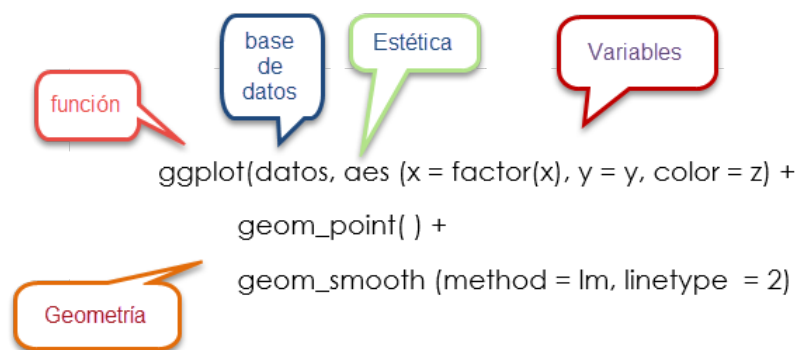 base
de
datos
Estética
Variables
función
ggplot(datos, aes (x = factor(x), y = y, color = z) +
geom_point( ) +
geom_smooth (method = lm, linetype  = 2)
Geometría